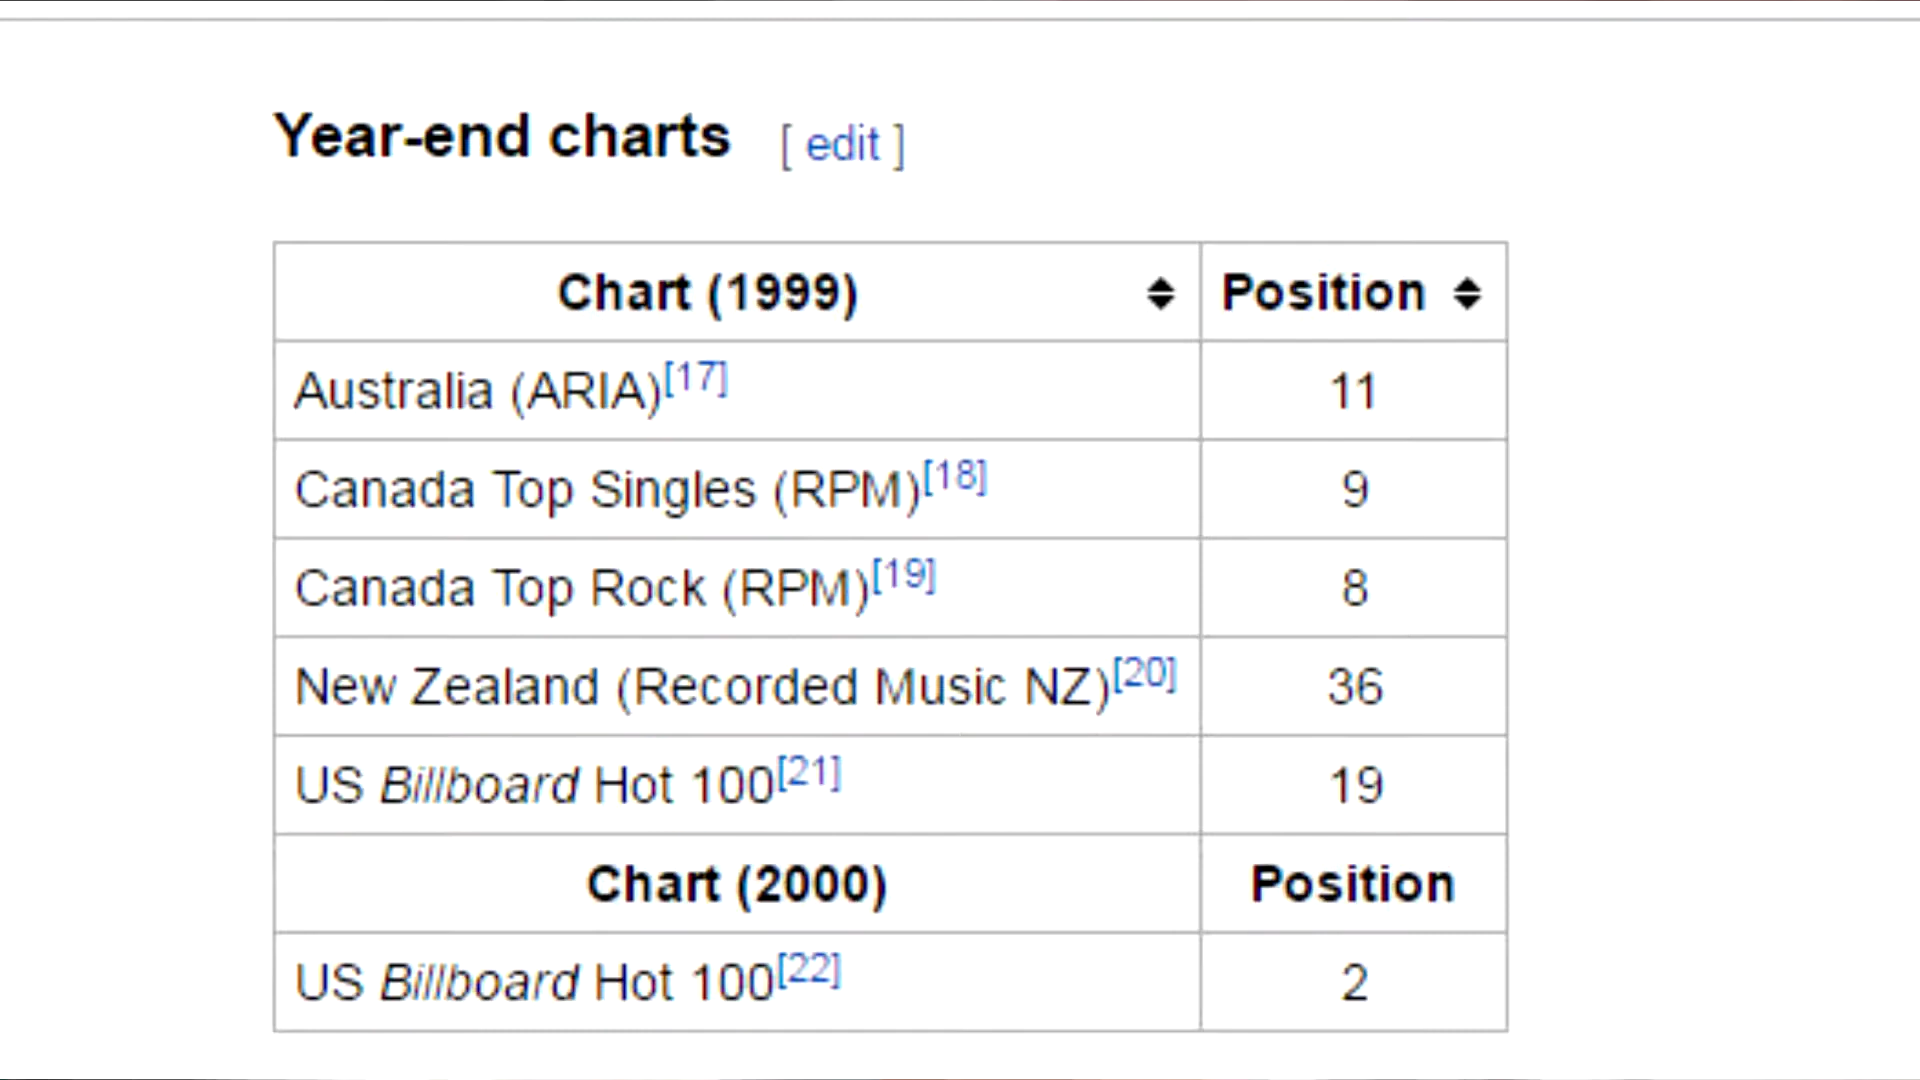 Year-end charts [ edit ]
Chart (1999) Position
Australia (ARIA)[17] 11
Canada Top Singles (RPM)[18] 9
Canada Top Rock (RPM)[19] 8
New Zealand (Recorded Music NZ)[20] 36
US Billboard Hot 100[21] 19
Chart (2000) Position
US Billboard Hot 100[22] 2